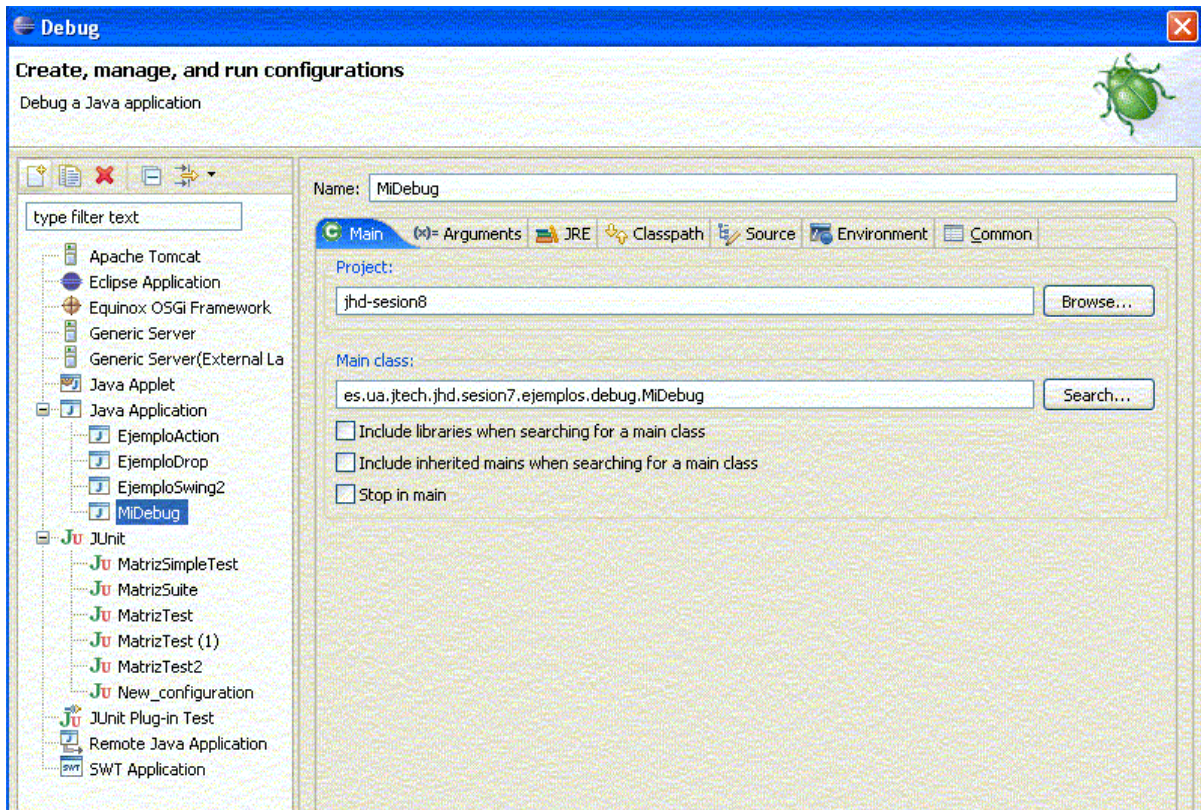 Debug
Create, manage, and run configurations
Debug a Java application
type filter text
Apache Tomcat
Eclipse Application
Equinox OSGi Framework
Generic Server
Generic Server(External La
Java Applet
Java Application
EjemploAction
EjemploDrop
EjemploSwing2
MiDebug
JUnit
MatrizSimpleTest
MatrizSuite
MatrizTest
MatrizTest (1)
MatrizTest2
New_configuration
JUnit Plug-in Test
Remote Java Application
SWT Application
Name: MiDebug
Main (x)= Arguments JRE Classpath Source Environment Common
Project:
jhd-sesion8 Browse...
Main class:
es.ua.jtech.jhd.sesion7.ejemplos.debug.MiDebug Search...
Include libraries when searching for a main class
Include inherited mains when searching for a main class
Stop in main